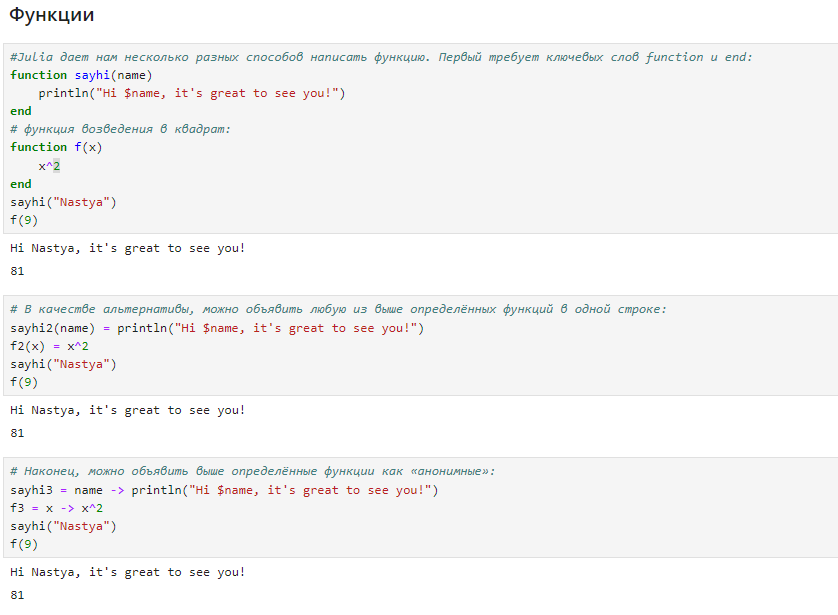 Функции
#Julia дает нам несколько разных способов написать функцию. Первый требует ключевых слов function и end:
function sayhi(name)
    println("Hi $name, it's great to see you!")
end
# функция возведения в квадрат:
function f(x)
    x^2
end
sayhi("Nastya")
f(9)
Hi Nastya, it's great to see you!
81
# В качестве альтернативы, можно объявить любую из выше определённых функций в одной строке:
sayhi2(name) = println("Hi $name, it's great to see you!")
f2(x) = x^2
sayhi("Nastya")
f(9)
Hi Nastya, it's great to see you!
81
# Наконец, можно объявить выше определённые функции как «анонимные»:
sayhi3 = name -> println("Hi $name, it's great to see you!")
f3 = x -> x^2
sayhi("Nastya")
f(9)
Hi Nastya, it's great to see you!
81